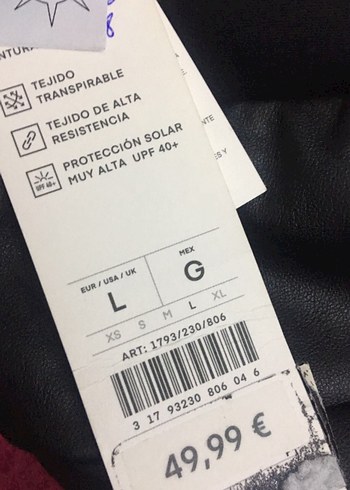 TEJIDO
TRANSPIRABLE
TEJIDO DE ALTA
RESISTENCIA
UPF 40+
PROTECCIÓN SOLAR
MUY ALTA UPF 40+
EUR / USA / UK
L
MEX
G
XS S M L XL
ART: 1793/230/806
3 17 93230 806 04 6
49,99 €